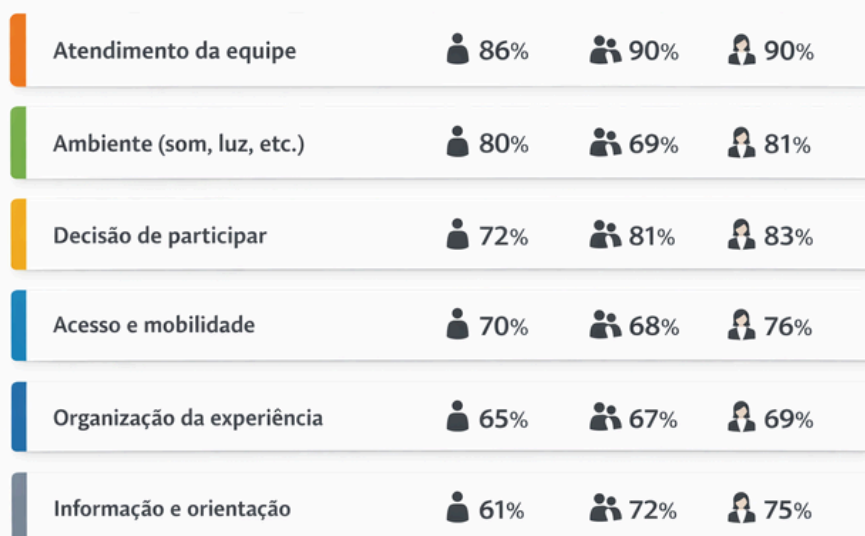 Atendimento da equipe 86% 90% 90%
Ambiente (som, luz, etc.) 80% 69% 81%
Decisão de participar 72% 81% 83%
Acesso e mobilidade 70% 68% 76%
Organização da experiência 65% 67% 69%
Informação e orientação 61% 72% 75%